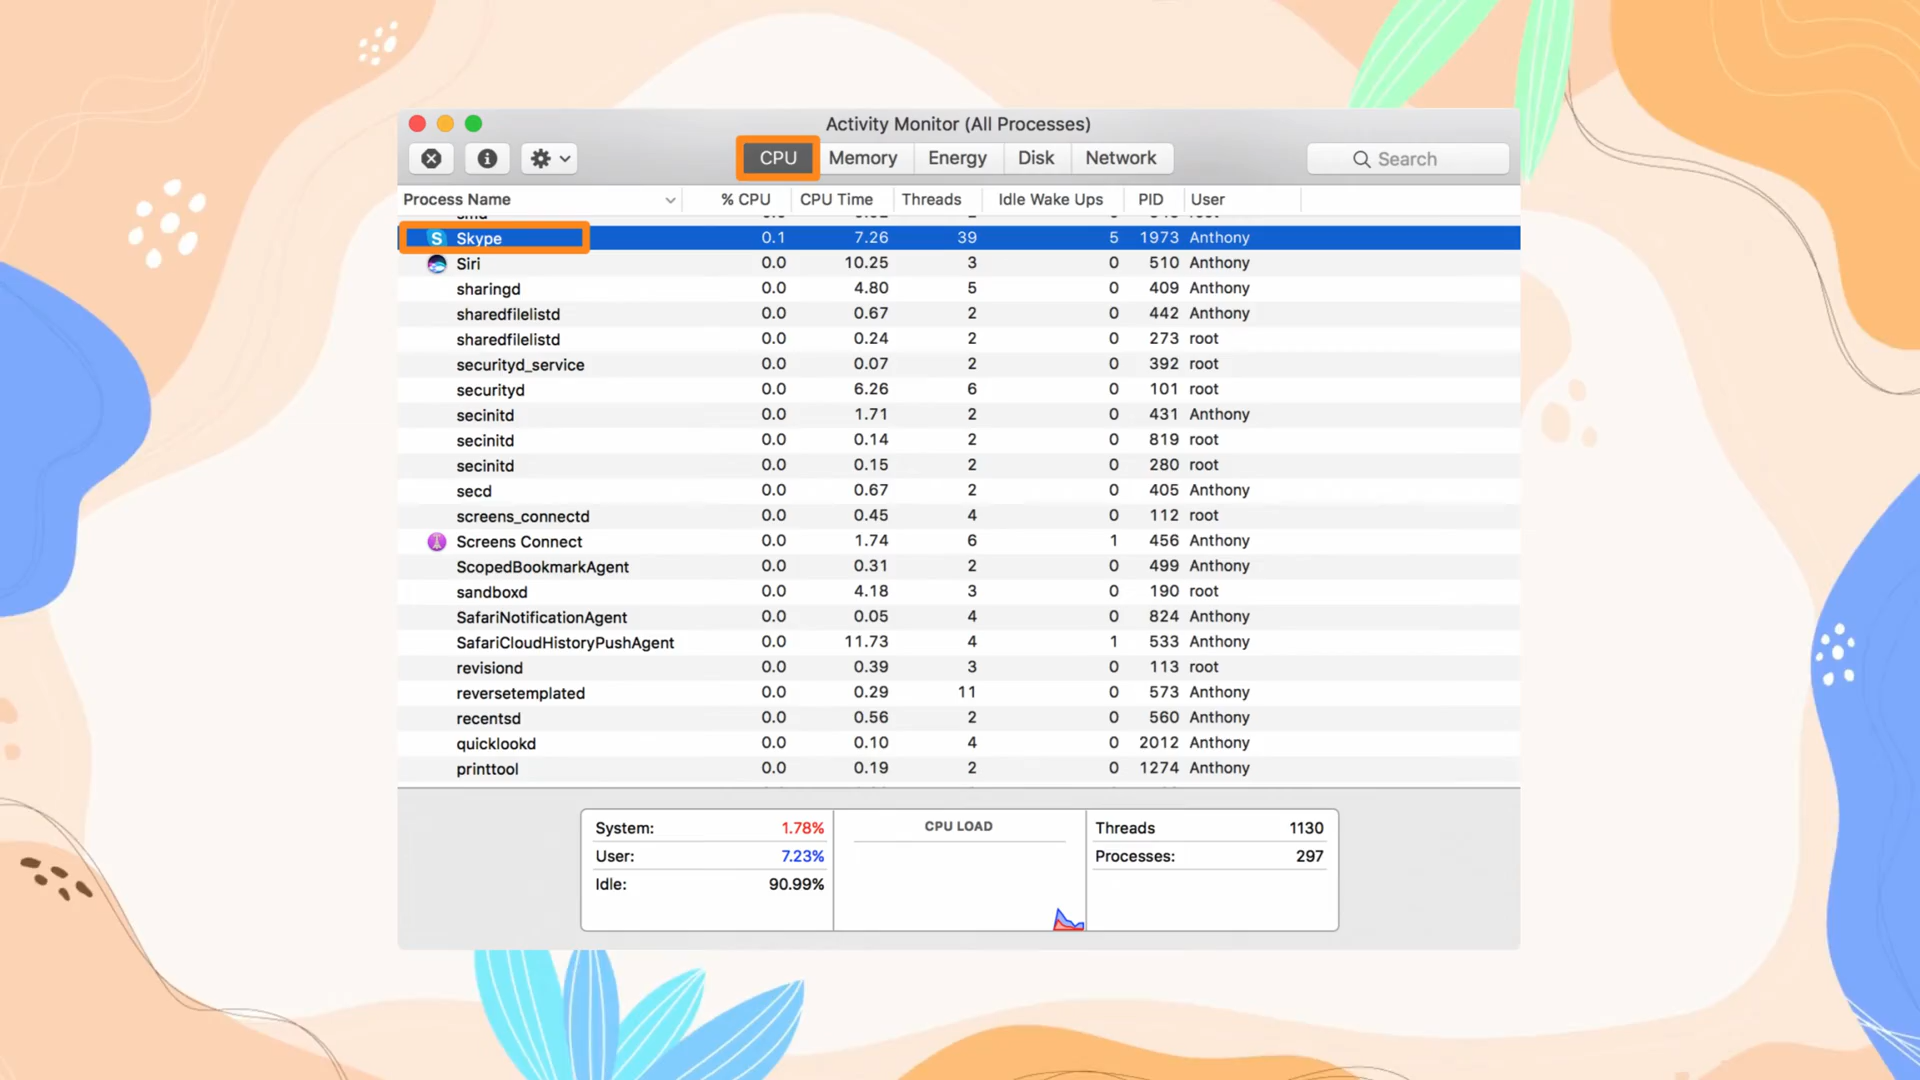 Activity Monitor (All Processes)
CPU Memory Energy Disk Network Search
Process Name % CPU CPU Time Threads Idle Wake Ups PID User
S Skype 0.1 7.26 39 5 1973 Anthony
Siri 0.0 10.25 3 0 510 Anthony
sharingd 0.0 4.80 5 0 409 Anthony
sharedfilelistd 0.0 0.67 2 0 442 Anthony
sharedfilelistd 0.0 0.24 2 0 273 root
securityd_service 0.0 0.07 2 0 392 root
securityd 0.0 6.26 6 0 101 root
secinitd 0.0 1.71 2 0 431 Anthony
secinitd 0.0 0.14 2 0 819 root
secinitd 0.0 0.15 2 0 280 root
secd 0.0 0.67 2 0 405 Anthony
screens_connectd 0.0 0.45 4 0 112 root
Screens Connect 0.0 1.74 6 1 456 Anthony
ScopedBookmarkAgent 0.0 0.31 2 0 499 Anthony
sandboxd 0.0 4.18 3 0 190 root
SafariNotificationAgent 0.0 0.05 4 0 824 Anthony
SafariCloudHistoryPushAgent 0.0 11.73 4 1 533 Anthony
revisiond 0.0 0.39 3 0 113 root
reversetemplated 0.0 0.29 11 0 573 Anthony
recentsd 0.0 0.56 2 0 560 Anthony
quicklookd 0.0 0.10 4 0 2012 Anthony
printtool 0.0 0.19 2 0 1274 Anthony
System: 1.78% CPU LOAD Threads 1130
User: 7.23% Processes: 297
Idle: 90.99%